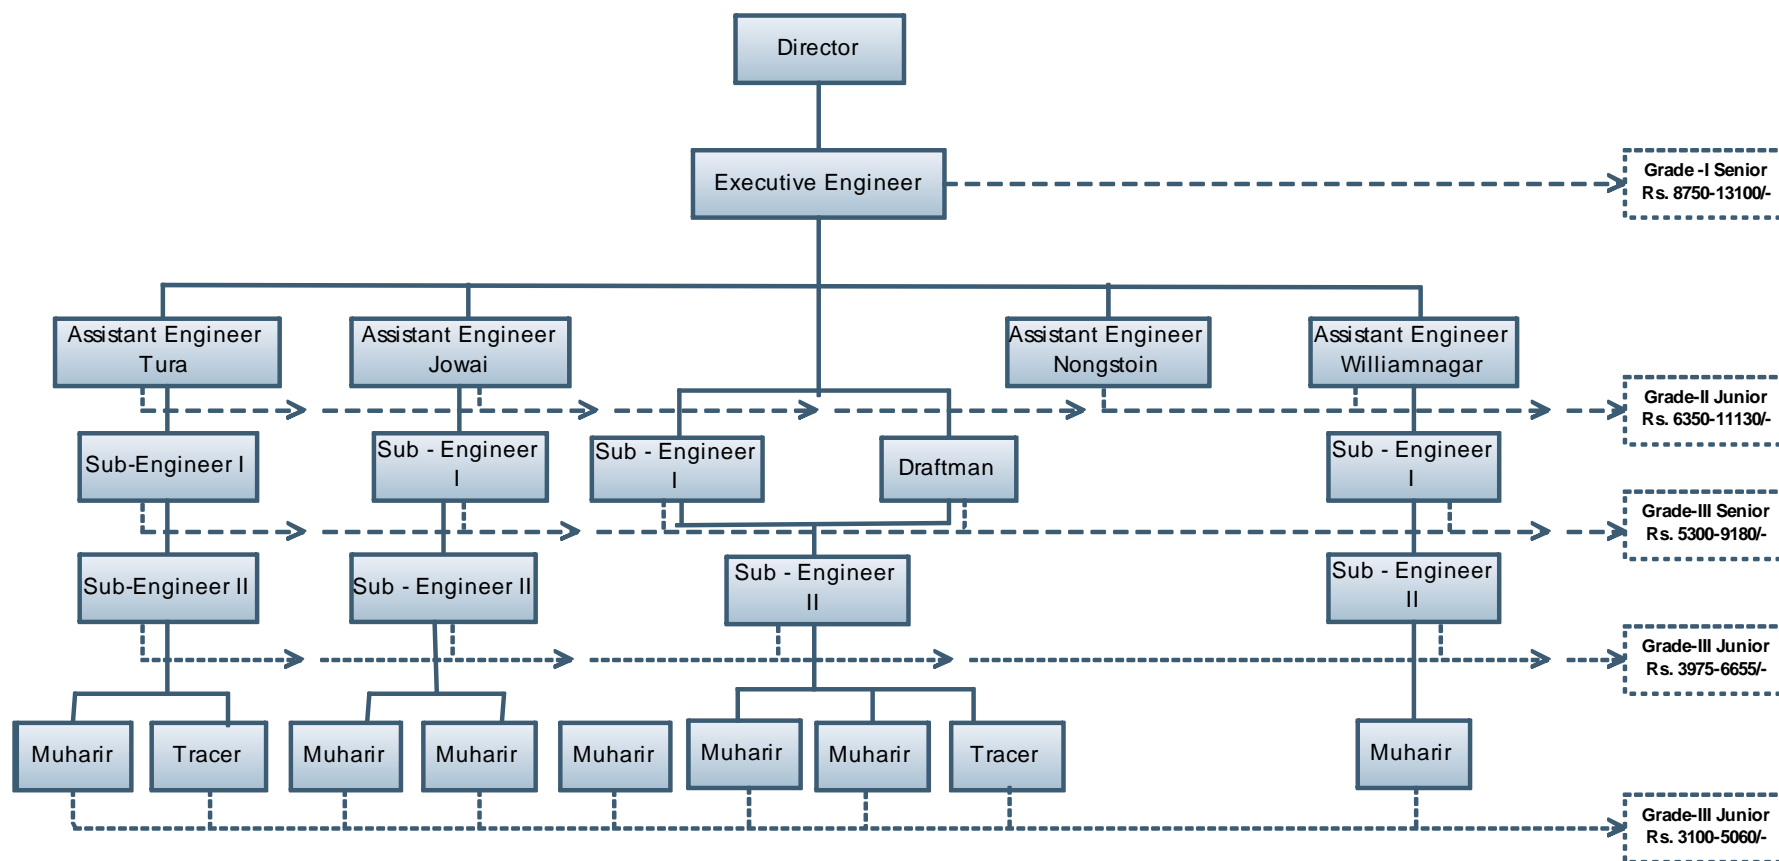 Director
Executive Engineer
Grade -I Senior
Rs. 8750-13100/-
Assistant Engineer
Tura
Assistant Engineer
Jowai
Assistant Engineer
Nongstoin
Assistant Engineer
Williamnagar
Grade-II Junior
Rs. 6350-11130/-
Sub-Engineer I
Sub - Engineer
I
Sub - Engineer
I
Draftman
Sub - Engineer
I
Grade-III Senior
Rs. 5300-9180/-
Sub-Engineer II
Sub - Engineer II
Sub - Engineer
II
Sub - Engineer
II
Grade-III Junior
Rs. 3975-6655/-
Muharir
Tracer
Muharir
Muharir
Muharir
Muharir
Muharir
Tracer
Muharir
Grade-III Junior
Rs. 3100-5060/-